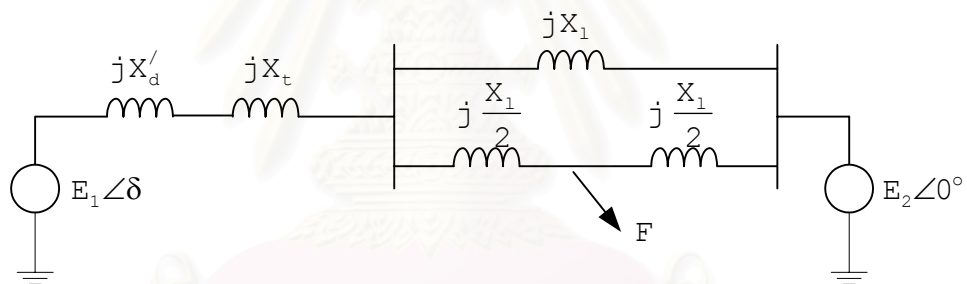 jX₁
jX′d
jXₜ
j X₁/2
j X₁/2
E₁∠δ
E₂∠0°
F